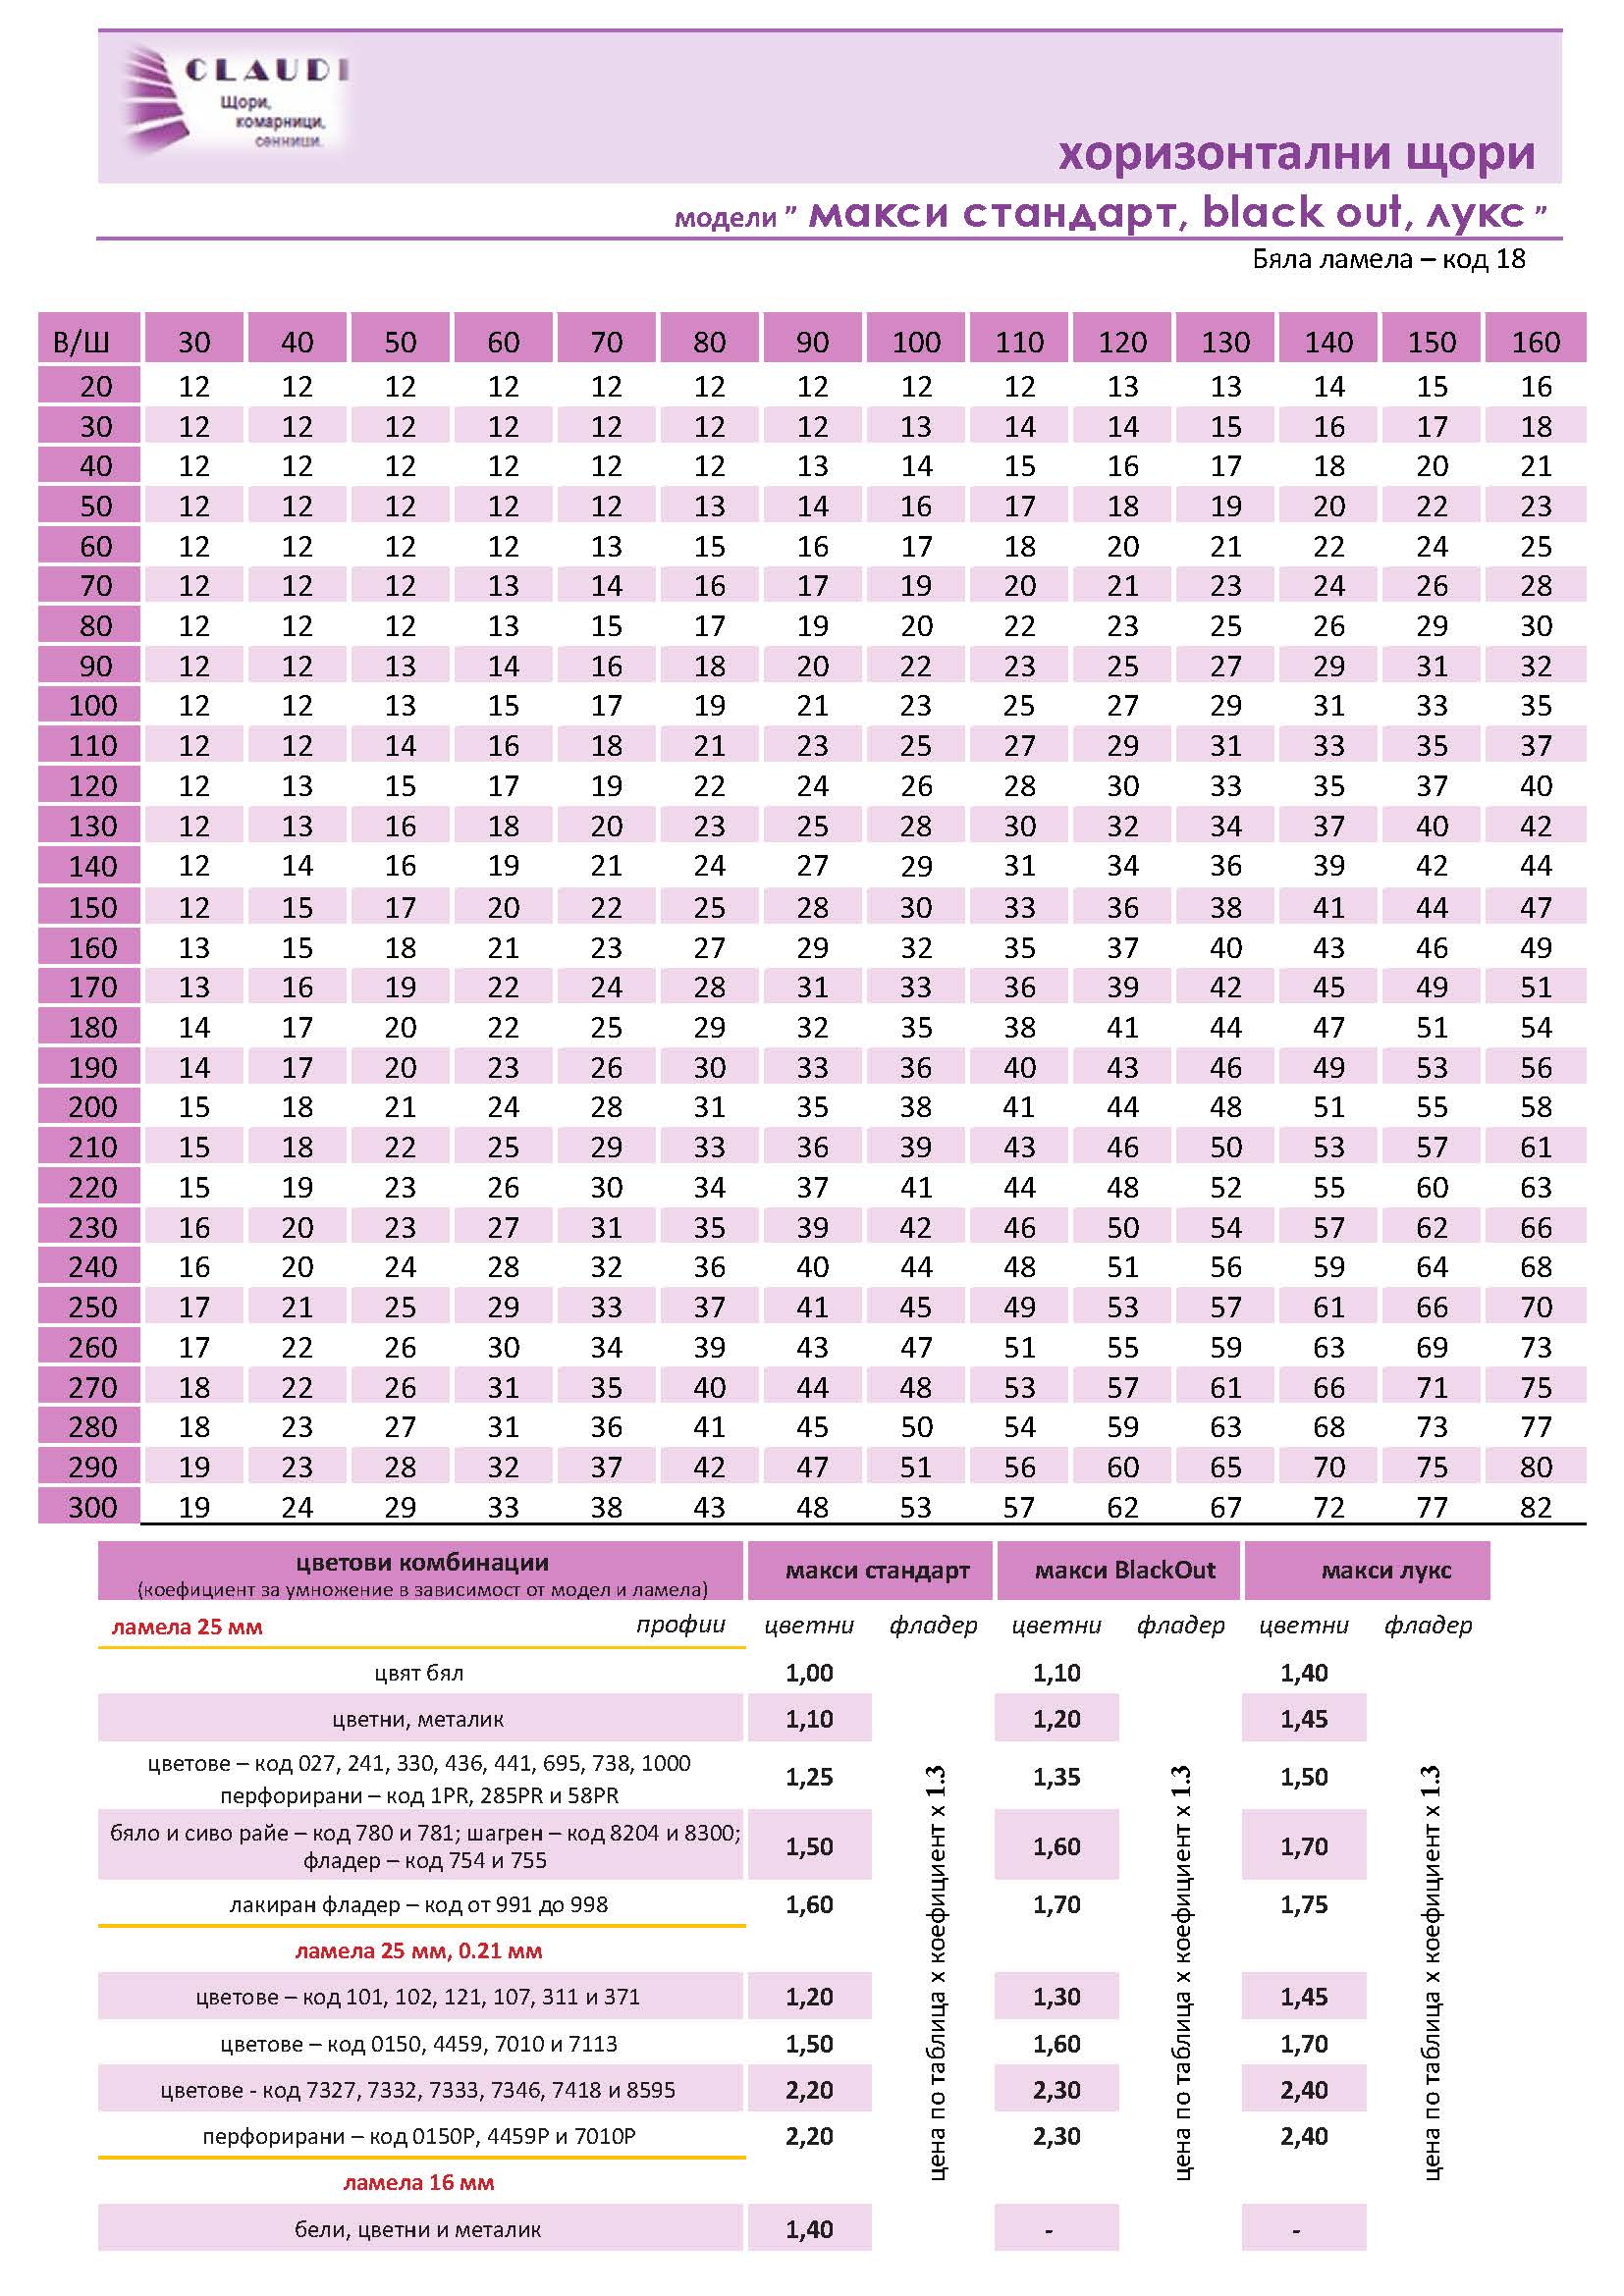 CLAUDI
Щори,
комарници,
сенници.
хоризонтални щори
модели ” макси стандарт, black out, лукс ”
Бяла ламела – код 18
В/Ш 30 40 50 60 70 80 90 100 110 120 130 140 150 160
20 12 12 12 12 12 12 12 12 12 13 13 14 15 16
30 12 12 12 12 12 12 12 13 14 14 15 16 17 18
40 12 12 12 12 12 12 13 14 15 16 17 18 20 21
50 12 12 12 12 12 13 14 16 17 18 19 20 22 23
60 12 12 12 12 13 15 16 17 18 20 21 22 24 25
70 12 12 12 13 14 16 17 19 20 21 23 24 26 28
80 12 12 12 13 15 17 19 20 22 23 25 26 29 30
90 12 12 13 14 16 18 20 22 23 25 27 29 31 32
100 12 12 13 15 17 19 21 23 25 27 29 31 33 35
110 12 12 14 16 18 21 23 25 27 29 31 33 35 37
120 12 13 15 17 19 22 24 26 28 30 33 35 37 40
130 12 13 16 18 20 23 25 28 30 32 34 37 40 42
140 12 14 16 19 21 24 27 29 31 34 36 39 42 44
150 12 15 17 20 22 25 28 30 33 36 38 41 44 47
160 13 15 18 21 23 27 29 32 35 37 40 43 46 49
170 13 16 19 22 24 28 31 33 36 39 42 45 49 51
180 14 17 20 22 25 29 32 35 38 41 44 47 51 54
190 14 17 20 23 26 30 33 36 40 43 46 49 53 56
200 15 18 21 24 28 31 35 38 41 44 48 51 55 58
210 15 18 22 25 29 33 36 39 43 46 50 53 57 61
220 15 19 23 26 30 34 37 41 44 48 52 55 60 63
230 16 20 23 27 31 35 39 42 46 50 54 57 62 66
240 16 20 24 28 32 36 40 44 48 51 56 59 64 68
250 17 21 25 29 33 37 41 45 49 53 57 61 66 70
260 17 22 26 30 34 39 43 47 51 55 59 63 69 73
270 18 22 26 31 35 40 44 48 53 57 61 66 71 75
280 18 23 27 31 36 41 45 50 54 59 63 68 73 77
290 19 23 28 32 37 42 47 51 56 60 65 70 75 80
300 19 24 29 33 38 43 48 53 57 62 67 72 77 82
цветови комбинации макси стандарт макси BlackOut макси лукс
(коефициент за умножение в зависимост от модел и ламела)
ламела 25 мм профии цветни фладер цветни фладер цветни фладер
цвят бял 1,00 1,10 1,40
цветни, металик 1,10 1,20 1,45
цветове – код 027, 241, 330, 436, 441, 695, 738, 1000
перфорирани – код 1PR, 285PR и 58PR 1,25 1,35 1,50
бяло и сиво райе – код 780 и 781; шагрен – код 8204 и 8300;
фладер – код 754 и 755 1,50 1,60 1,70
лакиран фладер – код от 991 до 998 1,60 1,70 1,75
ламела 25 мм, 0.21 мм
цветове – код 101, 102, 121, 107, 311 и 371 1,20 1,30 1,45
цветове – код 0150, 4459, 7010 и 7113 1,50 1,60 1,70
цветове - код 7327, 7332, 7333, 7346, 7418 и 8595 2,20 2,30 2,40
перфорирани – код 0150P, 4459P и 7010P 2,20 2,30 2,40
ламела 16 мм
бели, цветни и металик 1,40 - -
цена по таблица x коефициент x 1.3
цена по таблица x коефициент x 1.3
цена по таблица x коефициент x 1.3